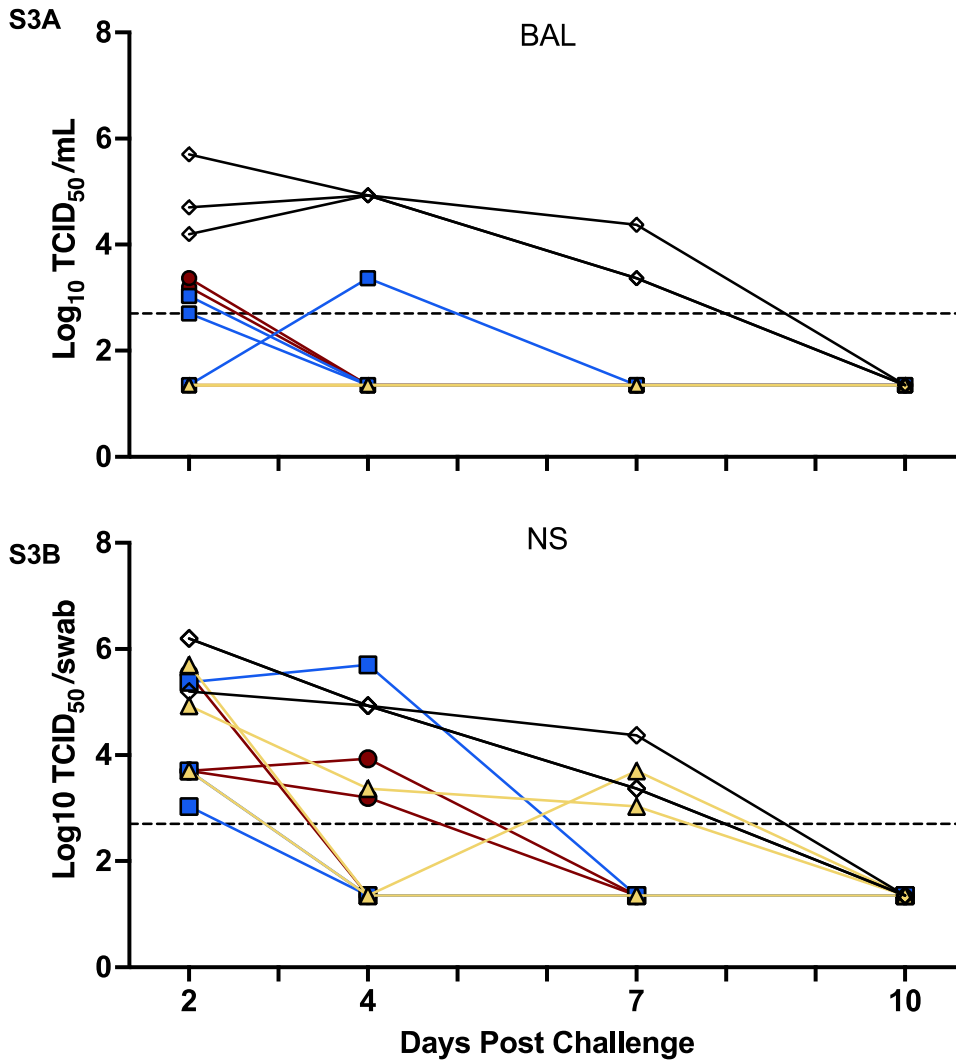 S3A
BAL
Log10 TCID50/mL
8
6
4
2
0
S3B
NS
Log10 TCID50/swab
8
6
4
2
0
2 4 7 10
Days Post Challenge